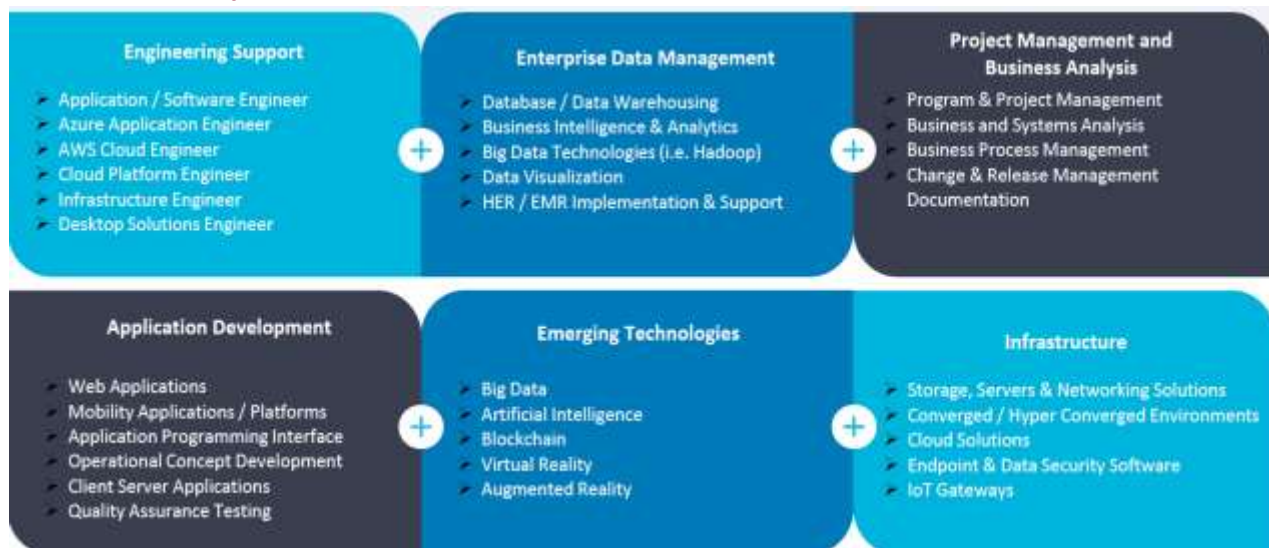 Engineering Support
Application / Software Engineer
Azure Application Engineer
AWS Cloud Engineer
Cloud Platform Engineer
Infrastructure Engineer
Desktop Solutions Engineer
Enterprise Data Management
Database / Data Warehousing
Business Intelligence & Analytics
Big Data Technologies (i.e. Hadoop)
Data Visualization
HER / EMR Implementation & Support
Project Management and
Business Analysis
Program & Project Management
Business and Systems Analysis
Business Process Management
Change & Release Management
Documentation
Application Development
Web Applications
Mobility Applications / Platforms
Application Programming Interface
Operational Concept Development
Client Server Applications
Quality Assurance Testing
Emerging Technologies
Big Data
Artificial Intelligence
Blockchain
Virtual Reality
Augmented Reality
Infrastructure
Storage, Servers & Networking Solutions
Converged / Hyper Converged Environments
Cloud Solutions
Endpoint & Data Security Software
IoT Gateways